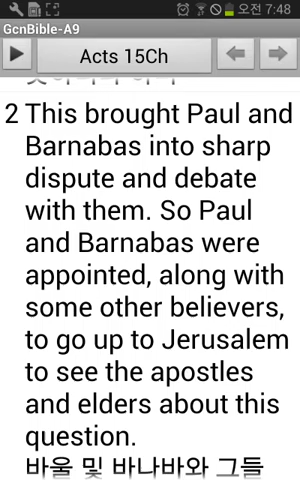 오전 7:48
GcnBible-A9
Acts 15Ch
2 This brought Paul and
Barnabas into sharp
dispute and debate
with them. So Paul
and Barnabas were
appointed, along with
some other believers,
to go up to Jerusalem
to see the apostles
and elders about this
question.
바울 및 바나바와 그들